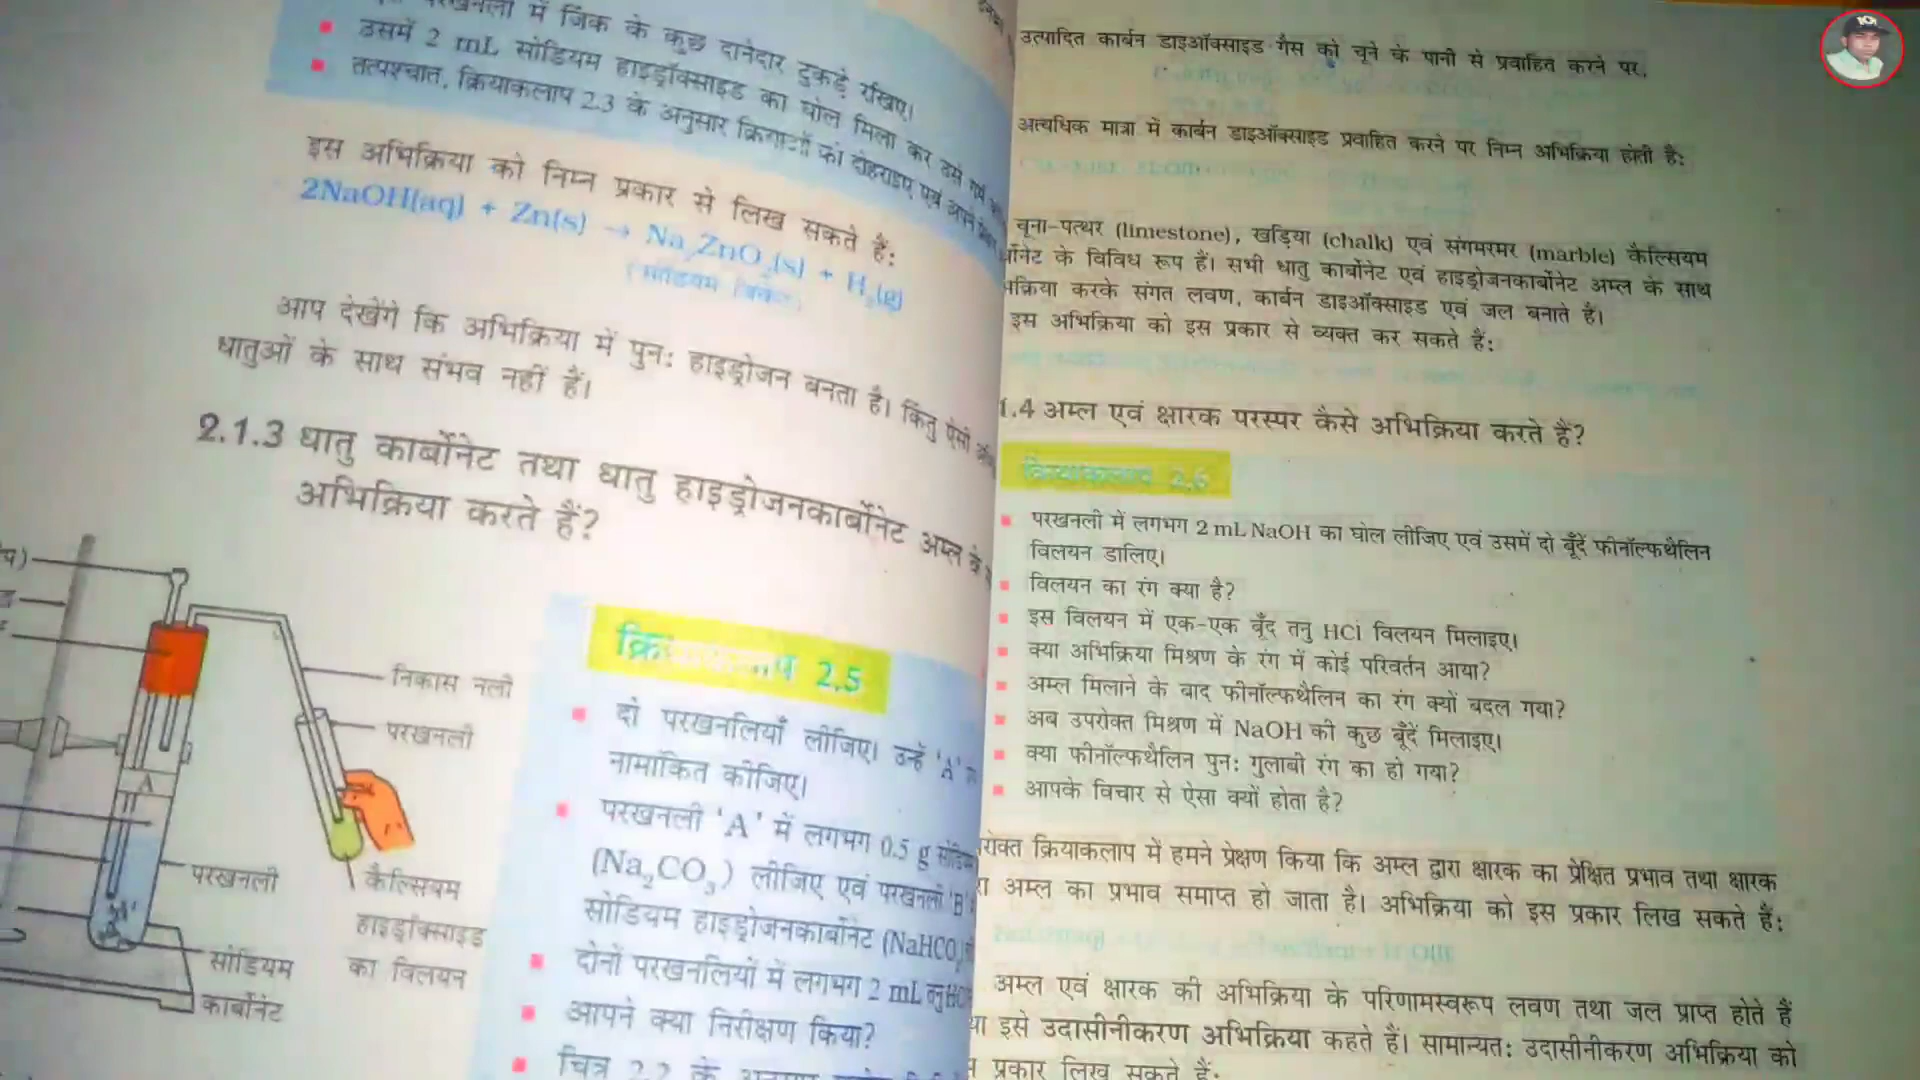 परखनली में जिंक के कुछ दानेदार टुकड़े रखिए।
उसमें 2 mL सोडियम हाइड्रॉक्साइड का घोल मिला कर उसे गर्म
तत्पश्चात, क्रियाकलाप 2.3 के अनुसार क्रियाओं को दोहराइए एवं अपने
इस अभिक्रिया को निम्न प्रकार से लिख सकते हैं:
2NaOH(aq) + Zn(s) → Na2ZnO2(s) + H2(g)
(सोडियम जिंकेट)
आप देखेंगे कि अभिक्रिया में पुन: हाइड्रोजन बनता है। किंतु ऐसी
धातुओं के साथ संभव नहीं हैं।
2.1.3 धातु कार्बोनेट तथा धातु हाइड्रोजनकार्बोनेट अम्ल के
अभिक्रिया करते हैं?
निकास नली
परखनली
A
परखनली
कैल्सियम
हाइड्रॉक्साइड
का विलयन
सोडियम
कार्बोनेट
2.5
दो परखनलियाँ लीजिए। उन्हें 'A'
नामांकित कीजिए।
परखनली 'A' में लगभग 0.5 g सोडियम
(Na2CO3) लीजिए एवं परखनली 'B'
सोडियम हाइड्रोजनकार्बोनेट (NaHCO3)
दोनों परखनलियों में लगभग 2 mL तनु HCl
आपने क्या निरीक्षण किया?
चित्र 2.2 के अनुसार
उत्पादित कार्बन डाइऑक्साइड गैस को चूने के पानी से प्रवाहित करने पर,
अत्यधिक मात्रा में कार्बन डाइऑक्साइड प्रवाहित करने पर निम्न अभिक्रिया होती है:
चूना-पत्थर (limestone), खड़िया (chalk) एवं संगमरमर (marble) कैल्सियम
र्बोनेट के विविध रूप हैं। सभी धातु कार्बोनेट एवं हाइड्रोजनकार्बोनेट अम्ल के साथ
भिक्रिया करके संगत लवण, कार्बन डाइऑक्साइड एवं जल बनाते हैं।
इस अभिक्रिया को इस प्रकार से व्यक्त कर सकते हैं:
1.4 अम्ल एवं क्षारक परस्पर कैसे अभिक्रिया करते हैं?
क्रियाकलाप 2.6
परखनली में लगभग 2 mL NaOH का घोल लीजिए एवं उसमें दो बूँदें फीनॉल्फथैलिन
विलयन डालिए।
विलयन का रंग क्या है?
इस विलयन में एक-एक बूँद तनु HCl विलयन मिलाइए।
क्या अभिक्रिया मिश्रण के रंग में कोई परिवर्तन आया?
अम्ल मिलाने के बाद फीनॉल्फथैलिन का रंग क्यों बदल गया?
अब उपरोक्त मिश्रण में NaOH की कुछ बूँदें मिलाइए।
क्या फीनॉल्फथैलिन पुन: गुलाबी रंग का हो गया?
आपके विचार से ऐसा क्यों होता है?
रोक्त क्रियाकलाप में हमने प्रेक्षण किया कि अम्ल द्वारा क्षारक का प्रेक्षित प्रभाव तथा क्षारक
रा अम्ल का प्रभाव समाप्त हो जाता है। अभिक्रिया को इस प्रकार लिख सकते हैं:
अम्ल एवं क्षारक की अभिक्रिया के परिणामस्वरूप लवण तथा जल प्राप्त होते हैं
था इसे उदासीनीकरण अभिक्रिया कहते हैं। सामान्यत: उदासीनीकरण अभिक्रिया को
प्रकार लिख सकते हैं: